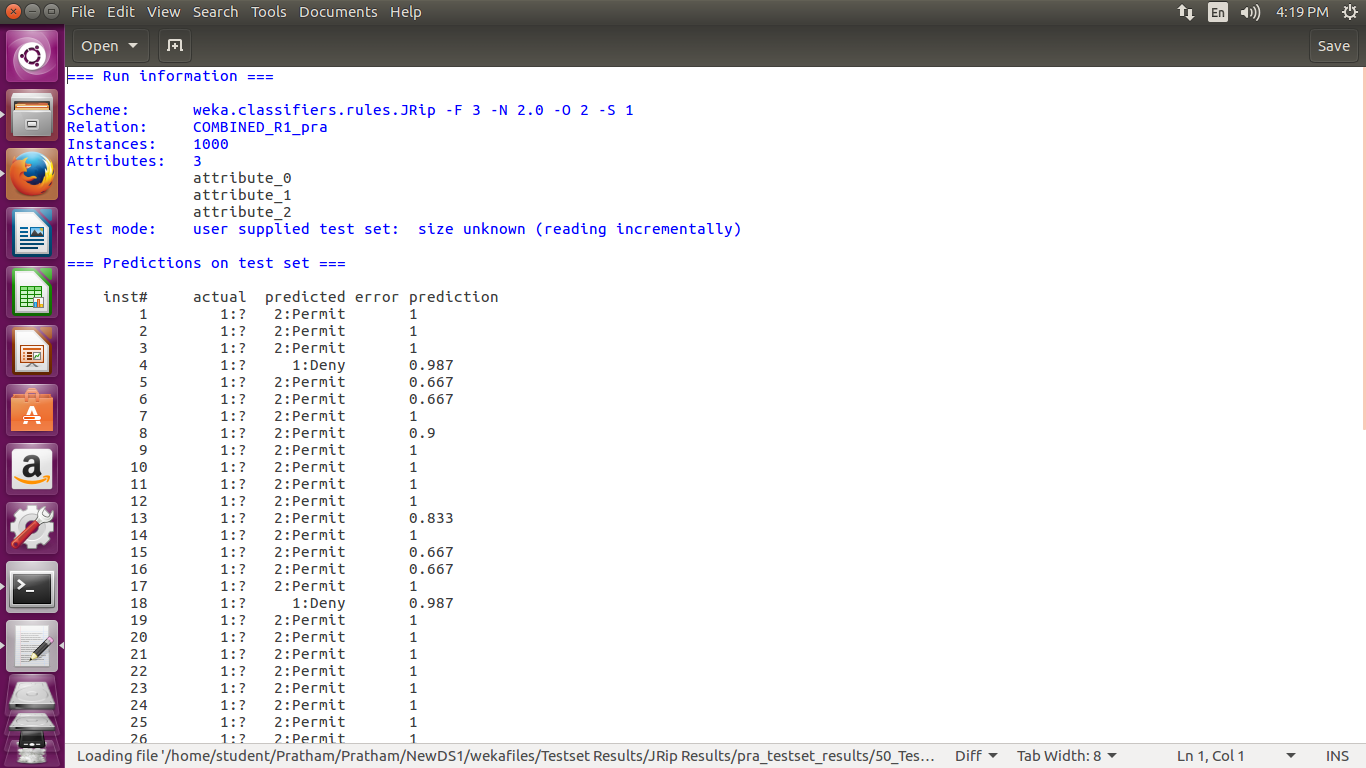 File Edit View Search Tools Documents Help
En 4:19 PM
Open Save
=== Run information ===
Scheme: weka.classifiers.rules.JRip -F 3 -N 2.0 -O 2 -S 1
Relation: COMBINED_R1_pra
Instances: 1000
Attributes: 3
attribute_0
attribute_1
attribute_2
Test mode: user supplied test set: size unknown (reading incrementally)
=== Predictions on test set ===
inst# actual predicted error prediction
1 1:? 2:Permit 1
2 1:? 2:Permit 1
3 1:? 2:Permit 1
4 1:? 1:Deny 0.987
5 1:? 2:Permit 0.667
6 1:? 2:Permit 0.667
7 1:? 2:Permit 1
8 1:? 2:Permit 0.9
9 1:? 2:Permit 1
10 1:? 2:Permit 1
11 1:? 2:Permit 1
12 1:? 2:Permit 1
13 1:? 2:Permit 0.833
14 1:? 2:Permit 1
15 1:? 2:Permit 0.667
16 1:? 2:Permit 0.667
17 1:? 2:Permit 1
18 1:? 1:Deny 0.987
19 1:? 2:Permit 1
20 1:? 2:Permit 1
21 1:? 2:Permit 1
22 1:? 2:Permit 1
23 1:? 2:Permit 1
24 1:? 2:Permit 1
25 1:? 2:Permit 1
26 1:? 2:Permit 1
Loading file '/home/student/Pratham/Pratham/NewDS1/wekafiles/Testset Results/JRip Results/pra_testset_results/50_Tes... Diff Tab Width: 8 Ln 1, Col 1 INS